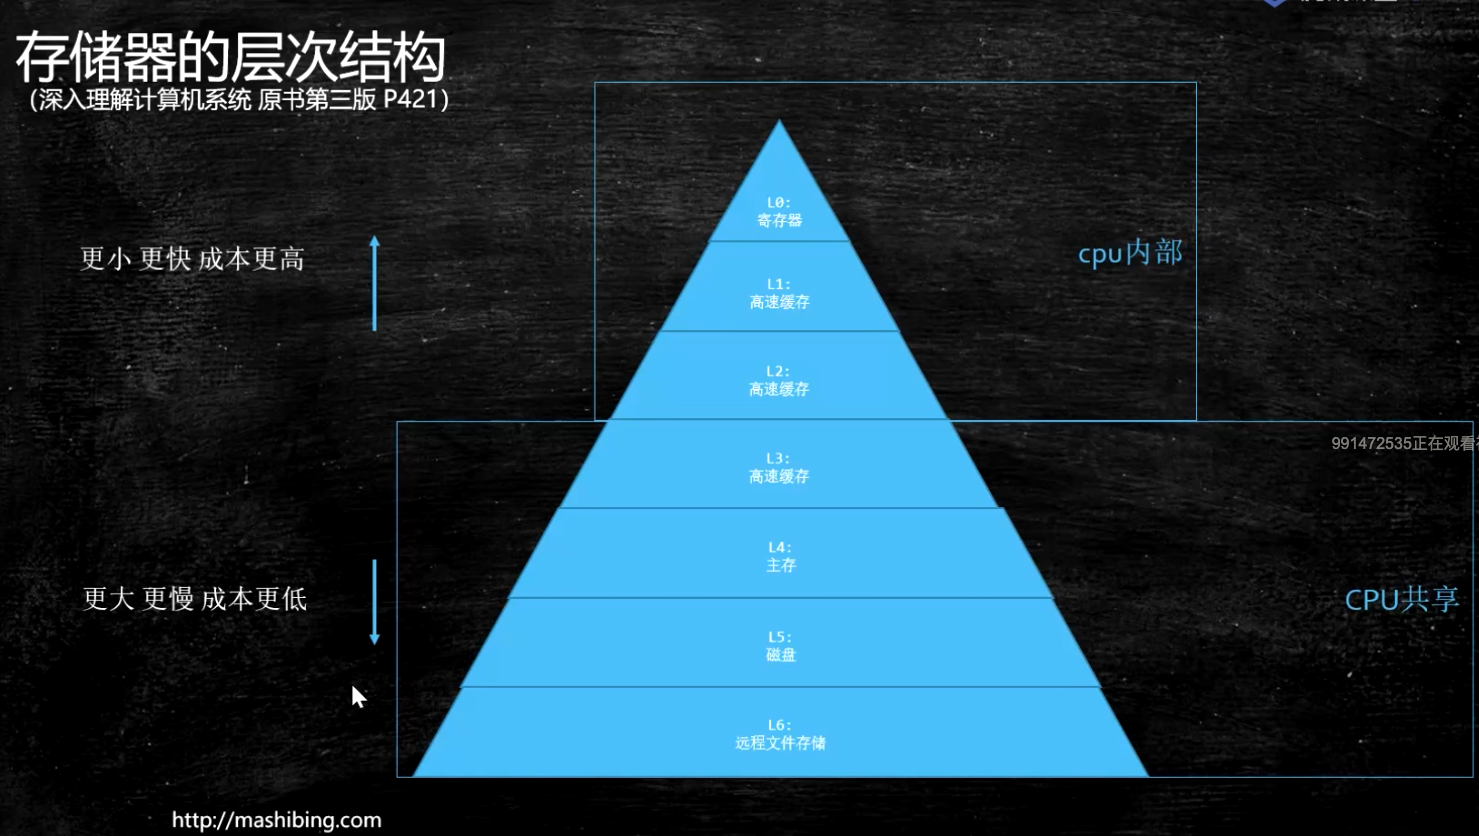 存储器的层次结构
(深入理解计算机系统 原书第三版 P421)
L0:
寄存器
更小 更快 成本更高
cpu内部
L1:
高速缓存
L2:
高速缓存
991472535正在观看
L3:
高速缓存
L4:
主存
更大 更慢 成本更低
CPU共享
L5:
磁盘
L6:
远程文件存储
http://mashibing.com